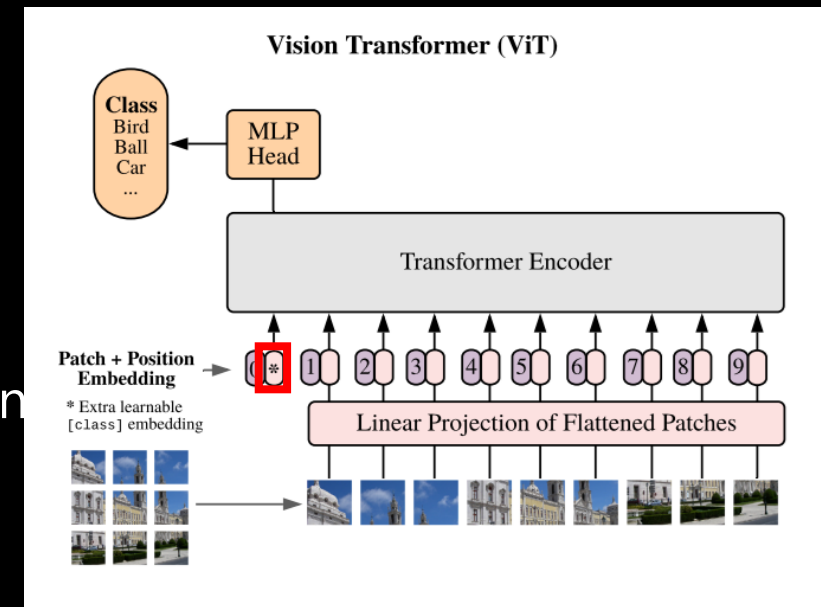 Vision Transformer (ViT)
Class
Bird
Ball
Car
...
MLP
Head
Transformer Encoder
Patch + Position
Embedding
* Extra learnable
[class] embedding
0 * 1 2 3 4 5 6 7 8 9
Linear Projection of Flattened Patches
n